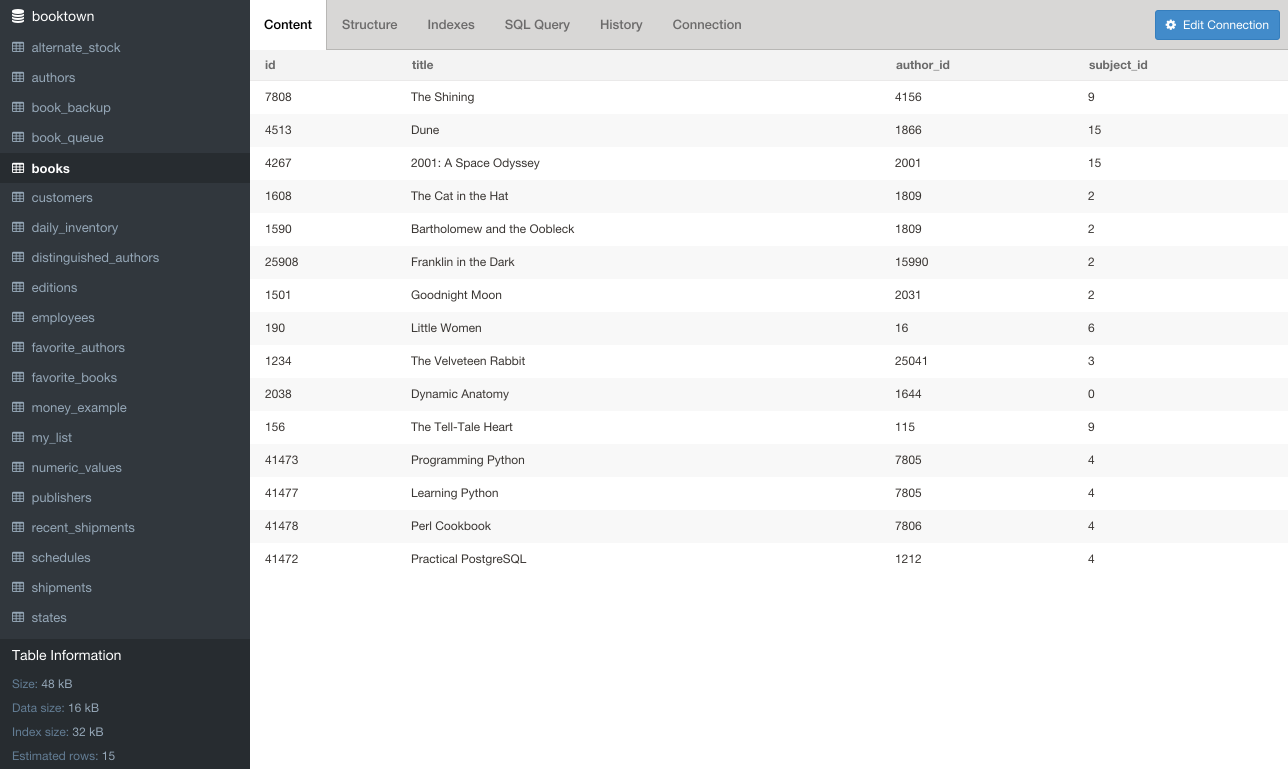 booktown
alternate_stock
authors
book_backup
book_queue
books
customers
daily_inventory
distinguished_authors
editions
employees
favorite_authors
favorite_books
money_example
my_list
numeric_values
publishers
recent_shipments
schedules
shipments
states
Table Information
Size: 48 kB
Data size: 16 kB
Index size: 32 kB
Estimated rows: 15
Content Structure Indexes SQL Query History Connection Edit Connection
id title author_id subject_id
7808 The Shining 4156 9
4513 Dune 1866 15
4267 2001: A Space Odyssey 2001 15
1608 The Cat in the Hat 1809 2
1590 Bartholomew and the Oobleck 1809 2
25908 Franklin in the Dark 15990 2
1501 Goodnight Moon 2031 2
190 Little Women 16 6
1234 The Velveteen Rabbit 25041 3
2038 Dynamic Anatomy 1644 0
156 The Tell-Tale Heart 115 9
41473 Programming Python 7805 4
41477 Learning Python 7805 4
41478 Perl Cookbook 7806 4
41472 Practical PostgreSQL 1212 4